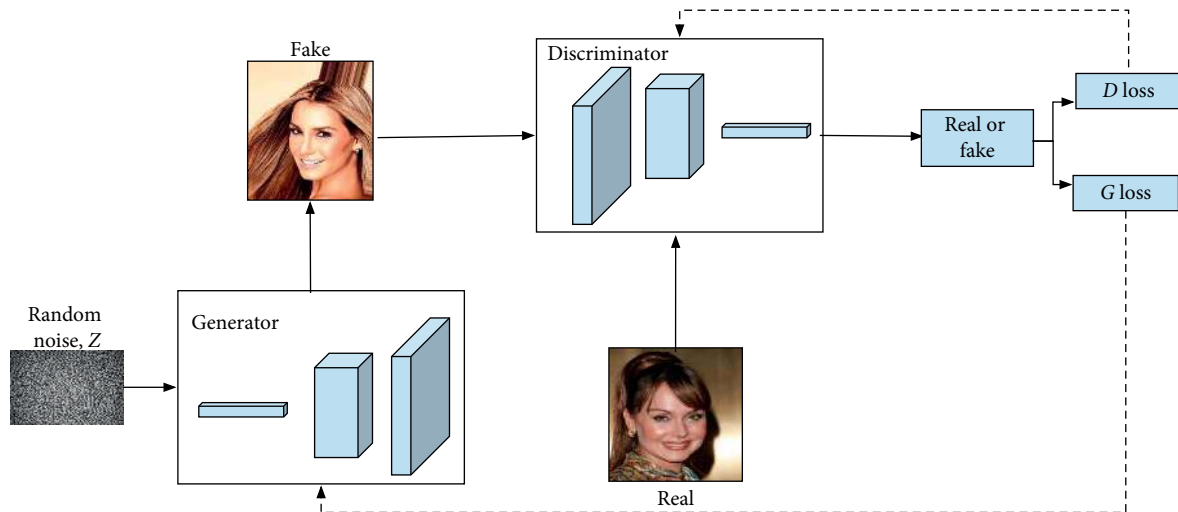 Fake
Discriminator
D loss
Real or
fake
G loss
Random
noise, Z
Generator
Real